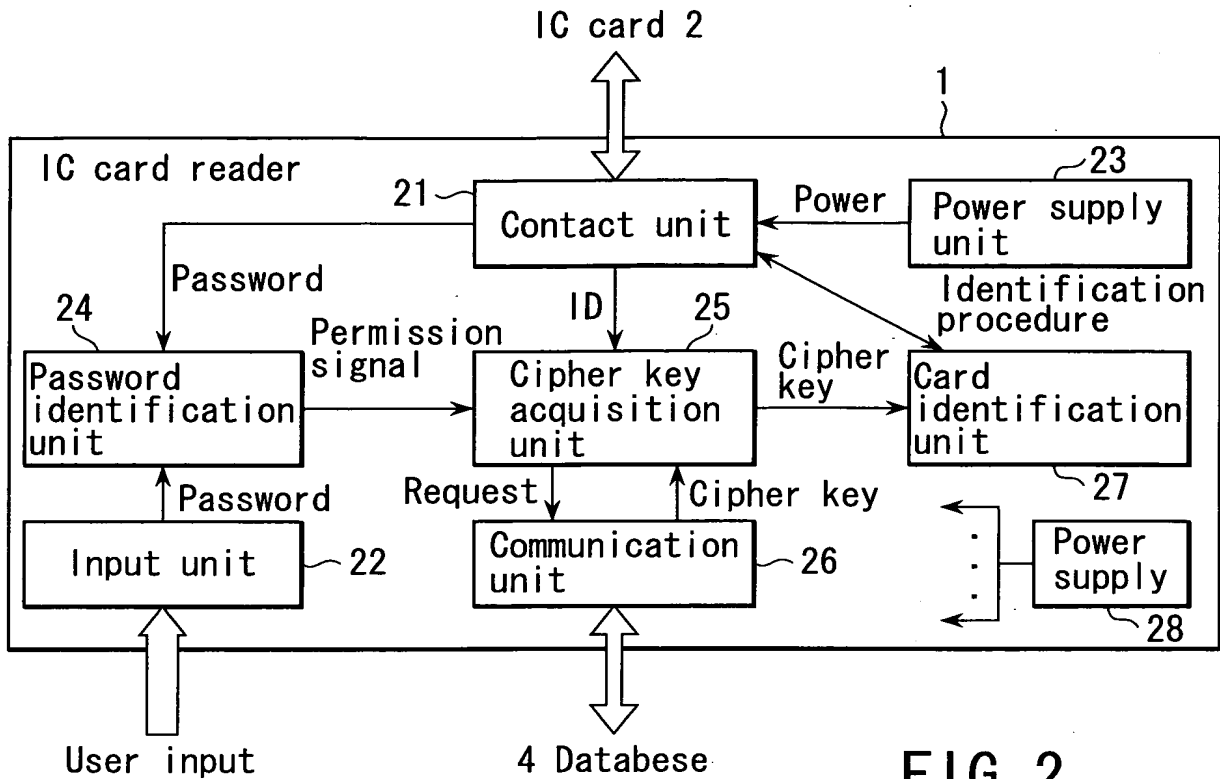 IC card 2
1
IC card reader
21
23
Contact unit
Power
Power supply
unit
Password
ID
Identification
procedure
24
Permission
signal
25
Cipher
key
Password
identification
unit
Cipher key
acquisition
unit
Card
identification
unit
Password
Request
Cipher key
27
Input unit
22
Communication
unit
26
Power
supply
28
User input
4 Databese
FIG.2